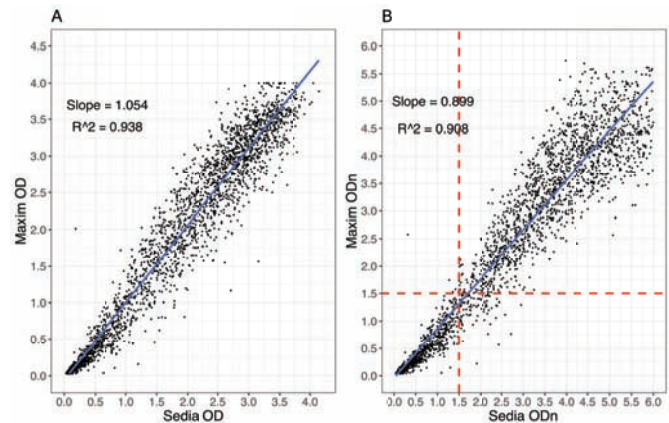 A
4.5
4.0
3.5
3.0
2.5
2.0
1.5
1.0
0.5
0.0
Maxim OD
Slope = 1.054
R^2 = 0.938
0.0 0.5 1.0 1.5 2.0 2.5 3.0 3.5 4.0
Sedia OD
B
6.0
5.5
5.0
4.5
4.0
3.5
3.0
2.5
2.0
1.5
1.0
0.5
0.0
Maxim ODn
Slope = 0.899
R^2 = 0.908
0.0 0.5 1.0 1.5 2.0 2.5 3.0 3.5 4.0 4.5 5.0 5.5 6.0
Sedia ODn